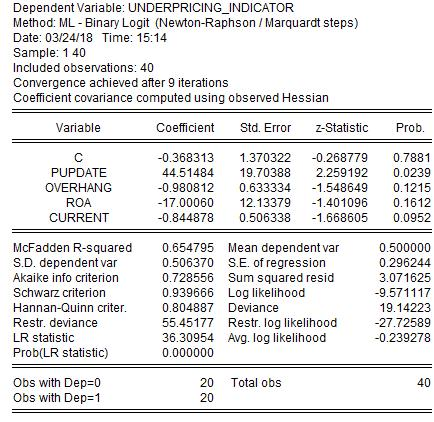 Dependent Variable: UNDERPRICING_INDICATOR
Method: ML - Binary Logit (Newton-Raphson / Marquardt steps)
Date: 03/24/18 Time: 15:14
Sample: 1 40
Included observations: 40
Convergence achieved after 9 iterations
Coefficient covariance computed using observed Hessian
Variable Coefficient Std. Error z-Statistic Prob.
C -0.368313 1.370322 -0.268779 0.7881
PUPDATE 44.51484 19.70388 2.259192 0.0239
OVERHANG -0.980812 0.633334 -1.548649 0.1215
ROA -17.00060 12.13379 -1.401096 0.1612
CURRENT -0.844878 0.506338 -1.668605 0.0952
McFadden R-squared 0.654795 Mean dependent var 0.500000
S.D. dependent var 0.506370 S.E. of regression 0.296244
Akaike info criterion 0.728556 Sum squared resid 3.071625
Schwarz criterion 0.939666 Log likelihood -9.571117
Hannan-Quinn criter. 0.804887 Deviance 19.14223
Restr. deviance 55.45177 Restr. log likelihood -27.72589
LR statistic 36.30954 Avg. log likelihood -0.239278
Prob(LR statistic) 0.000000
Obs with Dep=0 20 Total obs 40
Obs with Dep=1 20